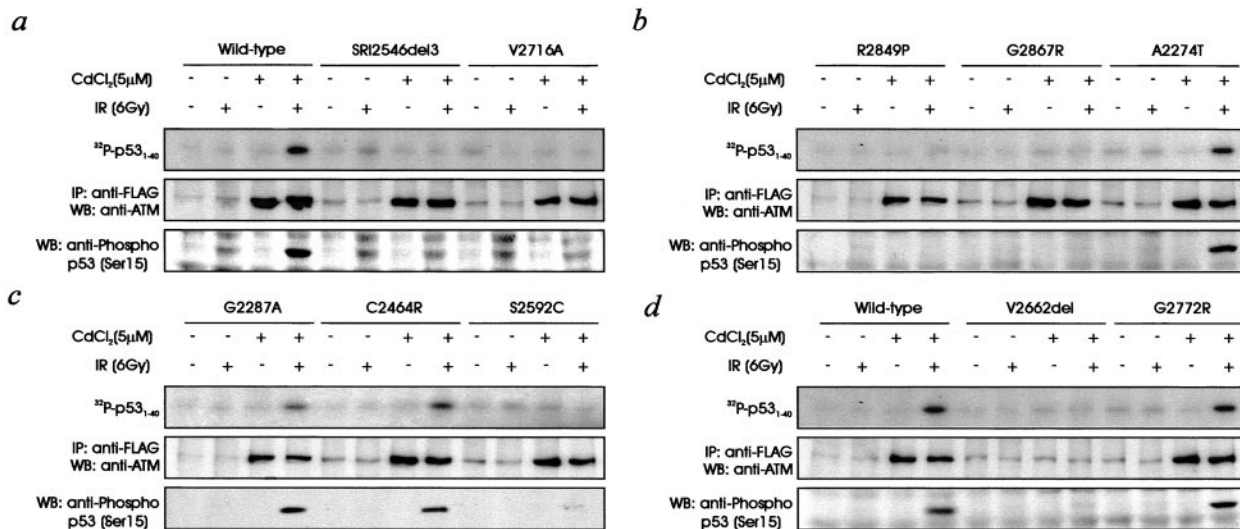 a
Wild-type SRI2546del3 V2716A
CdCl₂(5µM) - - + + - - + + - - + +
IR (6Gy) - + - + - + - + - + - +
³²P-p53₁₋₄₀
IP: anti-FLAG
WB: anti-ATM
WB: anti-Phospho
p53 (Ser15)
b
R2849P G2867R A2274T
CdCl₂(5µM) - - + + - - + + - - + +
IR (6Gy) - + - + - + - + - + - +
³²P-p53₁₋₄₀
IP: anti-FLAG
WB: anti-ATM
WB: anti-Phospho
p53 (Ser15)
c
G2287A C2464R S2592C
CdCl₂(5µM) - - + + - - + + - - + +
IR (6Gy) - + - + - + - + - + - +
³²P-p53₁₋₄₀
IP: anti-FLAG
WB: anti-ATM
WB: anti-Phospho
p53 (Ser15)
d
Wild-type V2662del G2772R
CdCl₂(5µM) - - + + - - + + - - + +
IR (6Gy) - + - + - + - + - + - +
³²P-p53₁₋₄₀
IP: anti-FLAG
WB: anti-ATM
WB: anti-Phospho
p53 (Ser15)